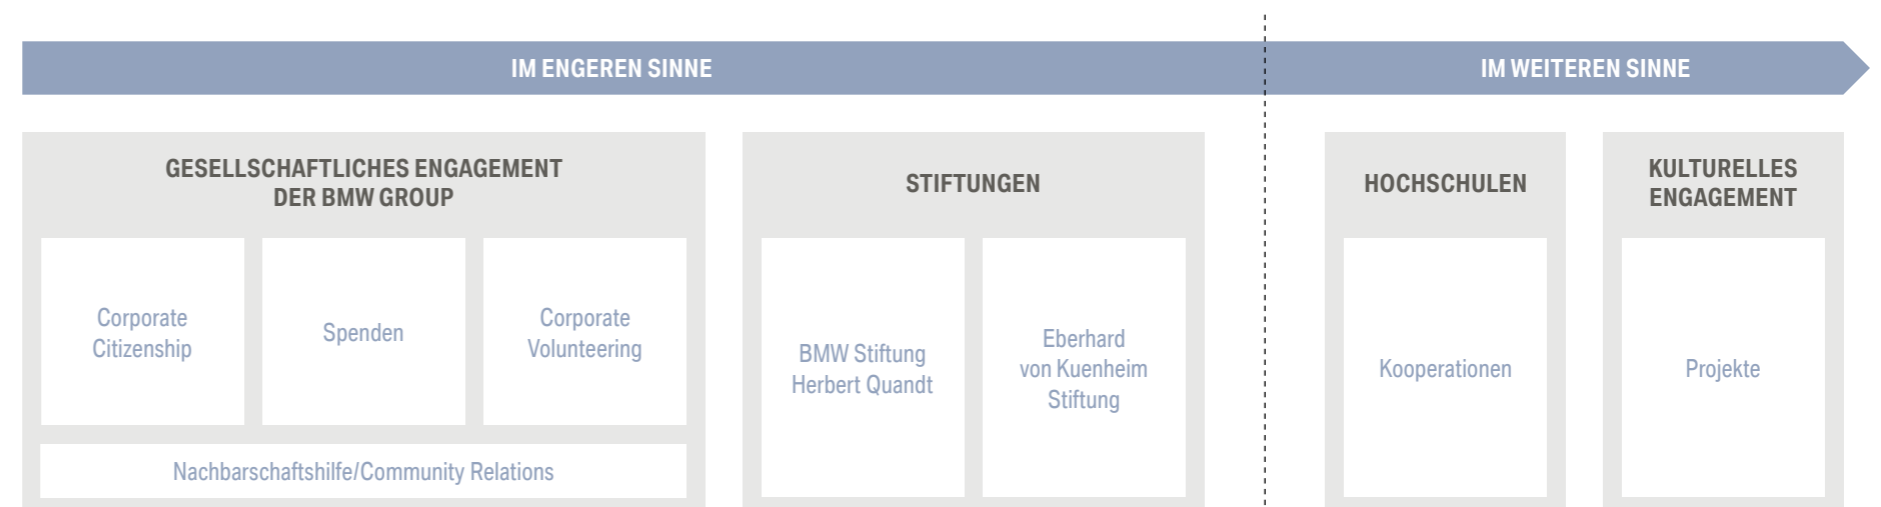 IM ENGEREN SINNE
IM WEITEREN SINNE
GESELLSCHAFTLICHES ENGAGEMENT
DER BMW GROUP
Corporate
Citizenship
Spenden
Corporate
Volunteering
Nachbarschaftshilfe/Community Relations
STIFTUNGEN
BMW Stiftung
Herbert Quandt
Eberhard
von Kuenheim
Stiftung
HOCHSCHULEN
Kooperationen
KULTURELLES
ENGAGEMENT
Projekte